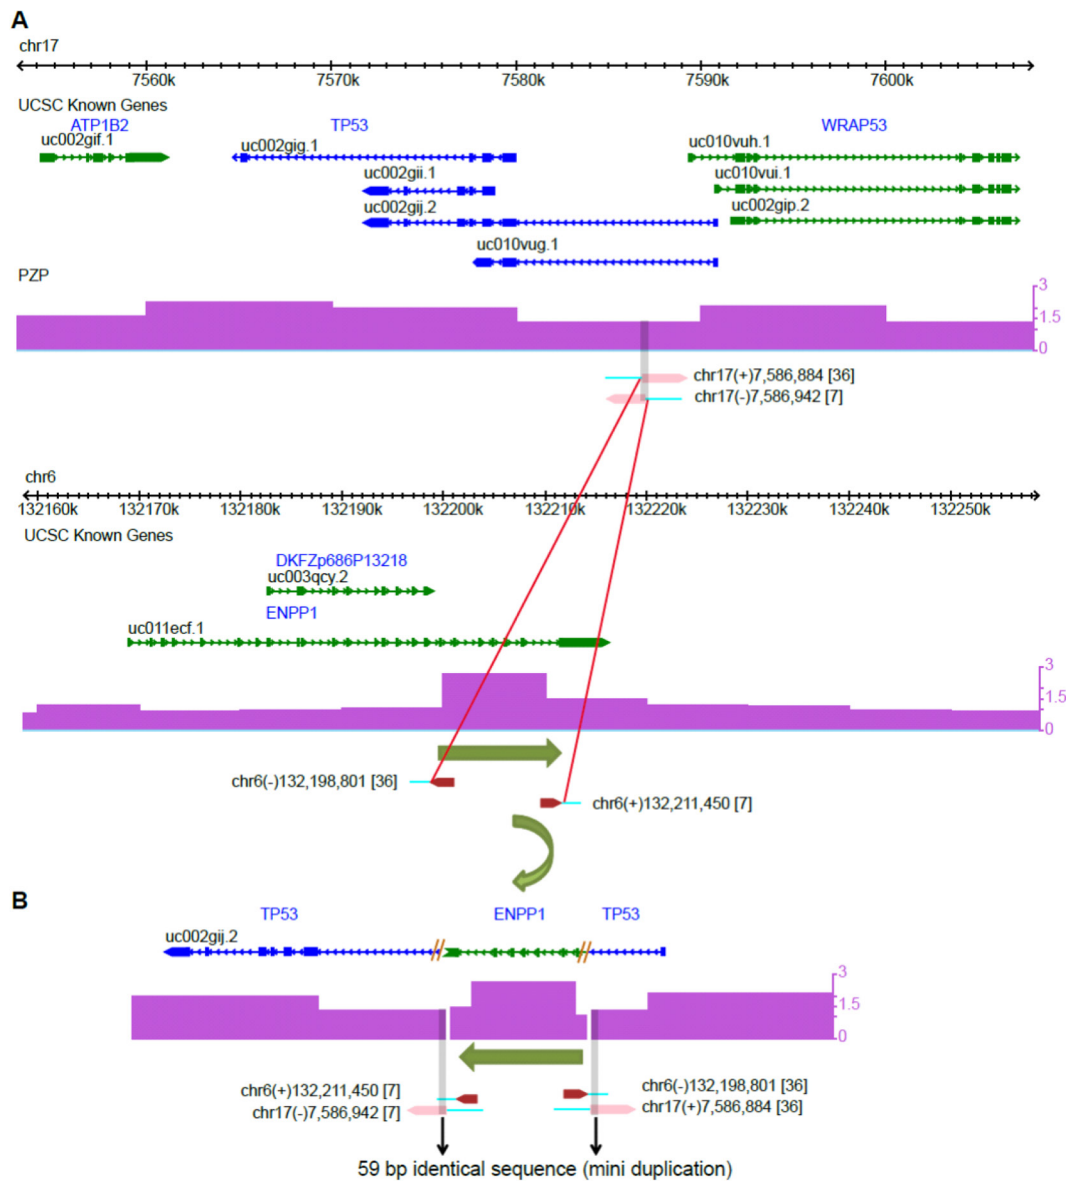 A
chr17
7560k 7570k 7580k 7590k 7600k
UCSC Known Genes
ATP1B2 TP53 WRAP53
uc002gif.1 uc002gig.1 uc010vuh.1
uc002gii.1 uc010vui.1
uc002gij.2 uc002gip.2
uc010vug.1
PZP
3
1.5
0
chr17(+)7,586,884 [36]
chr17(-)7,586,942 [7]
chr6
132160k 132170k 132180k 132190k 132200k 132210k 132220k 132230k 132240k 132250k
UCSC Known Genes
DKFZp686P13218
uc003qcy.2
ENPP1
uc011ecf.1
3
1.5
0
chr6(-)132,198,801 [36]
chr6(+)132,211,450 [7]
B
TP53 ENPP1 TP53
uc002gij.2
3
1.5
0
chr6(+)132,211,450 [7] chr6(-)132,198,801 [36]
chr17(-)7,586,942 [7] chr17(+)7,586,884 [36]
59 bp identical sequence (mini duplication)